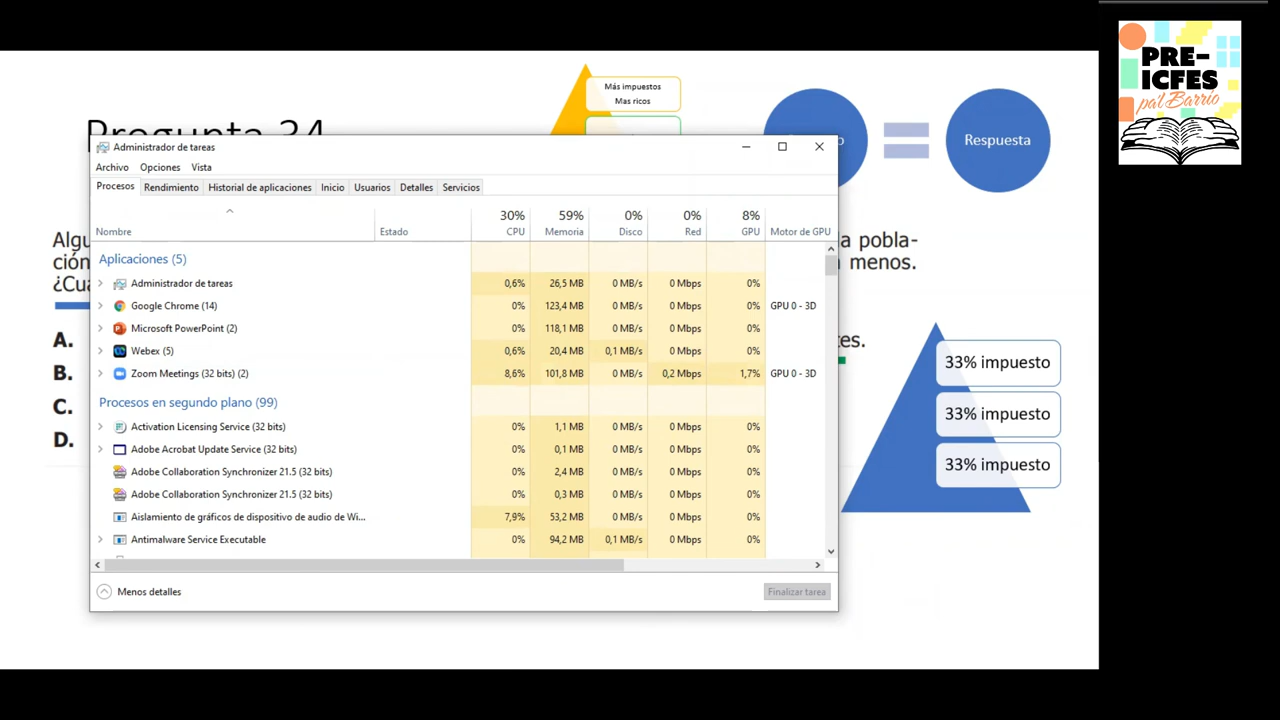 PRE-
ICFES
pa'l Barrio
Más impuestos
Mas ricos
Respuesta
Pregunta 34
Administrador de tareas
Archivo Opciones Vista
Procesos Rendimiento Historial de aplicaciones Inicio Usuarios Detalles Servicios
30% 59% 0% 0% 8%
Nombre Estado CPU Memoria Disco Red GPU Motor de GPU
Aplicaciones (5)
Administrador de tareas 0,6% 26,5 MB 0 MB/s 0 Mbps 0%
Google Chrome (14) 0% 123,4 MB 0 MB/s 0 Mbps 0% GPU 0 - 3D
Microsoft PowerPoint (2) 0% 118,1 MB 0 MB/s 0 Mbps 0%
Webex (5) 0,6% 20,4 MB 0,1 MB/s 0 Mbps 0%
Zoom Meetings (32 bits) (2) 8,6% 101,8 MB 0 MB/s 0,2 Mbps 1,7% GPU 0 - 3D
Procesos en segundo plano (99)
Activation Licensing Service (32 bits) 0% 1,1 MB 0 MB/s 0 Mbps 0%
Adobe Acrobat Update Service (32 bits) 0% 0,1 MB 0 MB/s 0 Mbps 0%
Adobe Collaboration Synchronizer 21.5 (32 bits) 0% 2,4 MB 0 MB/s 0 Mbps 0%
Adobe Collaboration Synchronizer 21.5 (32 bits) 0% 0,3 MB 0 MB/s 0 Mbps 0%
Aislamiento de gráficos de dispositivo de audio de Wi... 7,9% 53,2 MB 0 MB/s 0 Mbps 0%
Antimalware Service Executable 0% 94,2 MB 0,1 MB/s 0 Mbps 0%
Menos detalles Finalizar tarea
a pobla-
menos.
A.
B.
C.
D.
33% impuesto
33% impuesto
33% impuesto